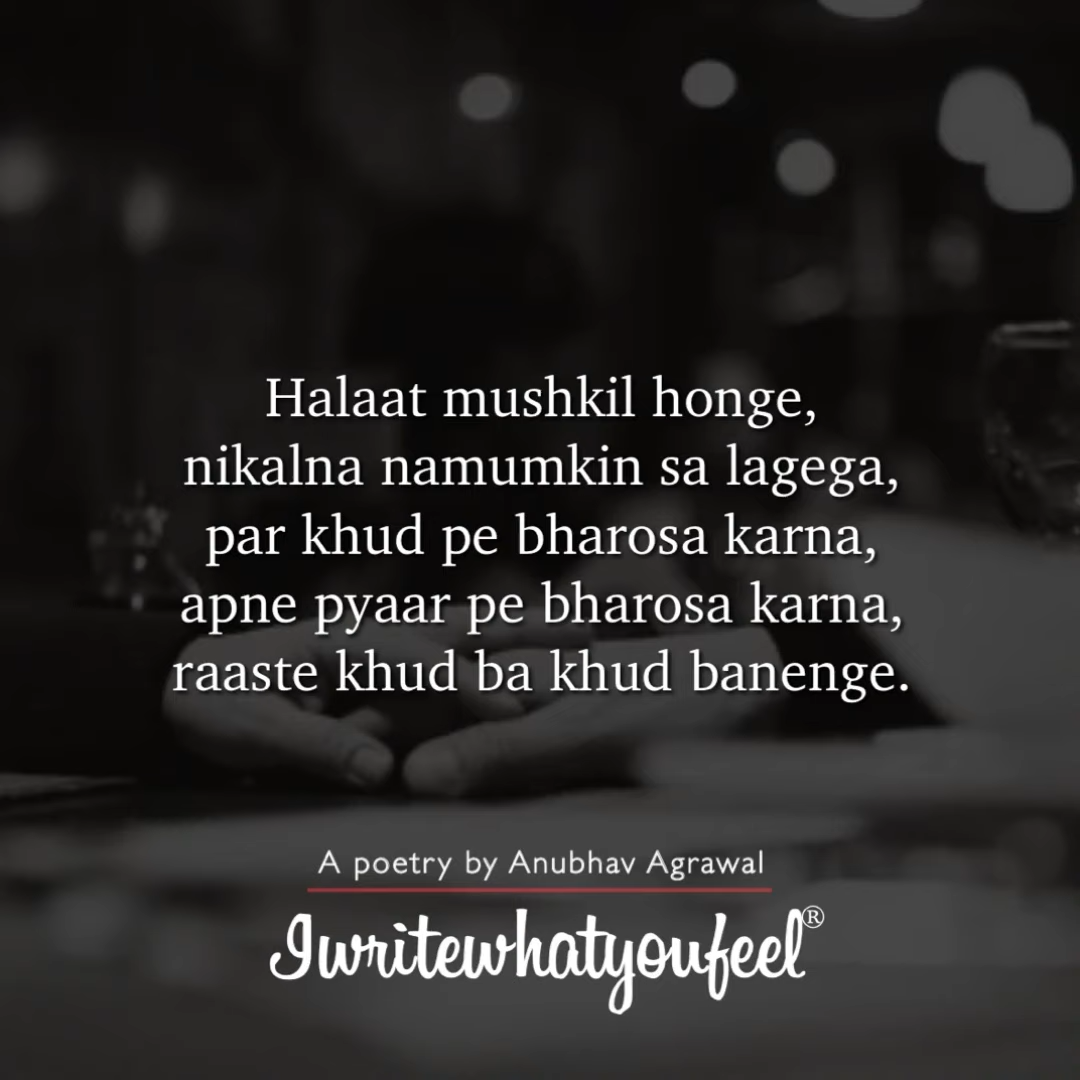 Halaat mushkil honge,
nikalna namumkin sa lagega,
par khud pe bharosa karna,
apne pyaar pe bharosa karna,
raaste khud ba khud banenge.
A poetry by Anubhav Agrawal
Iwritewhatyoufeel®